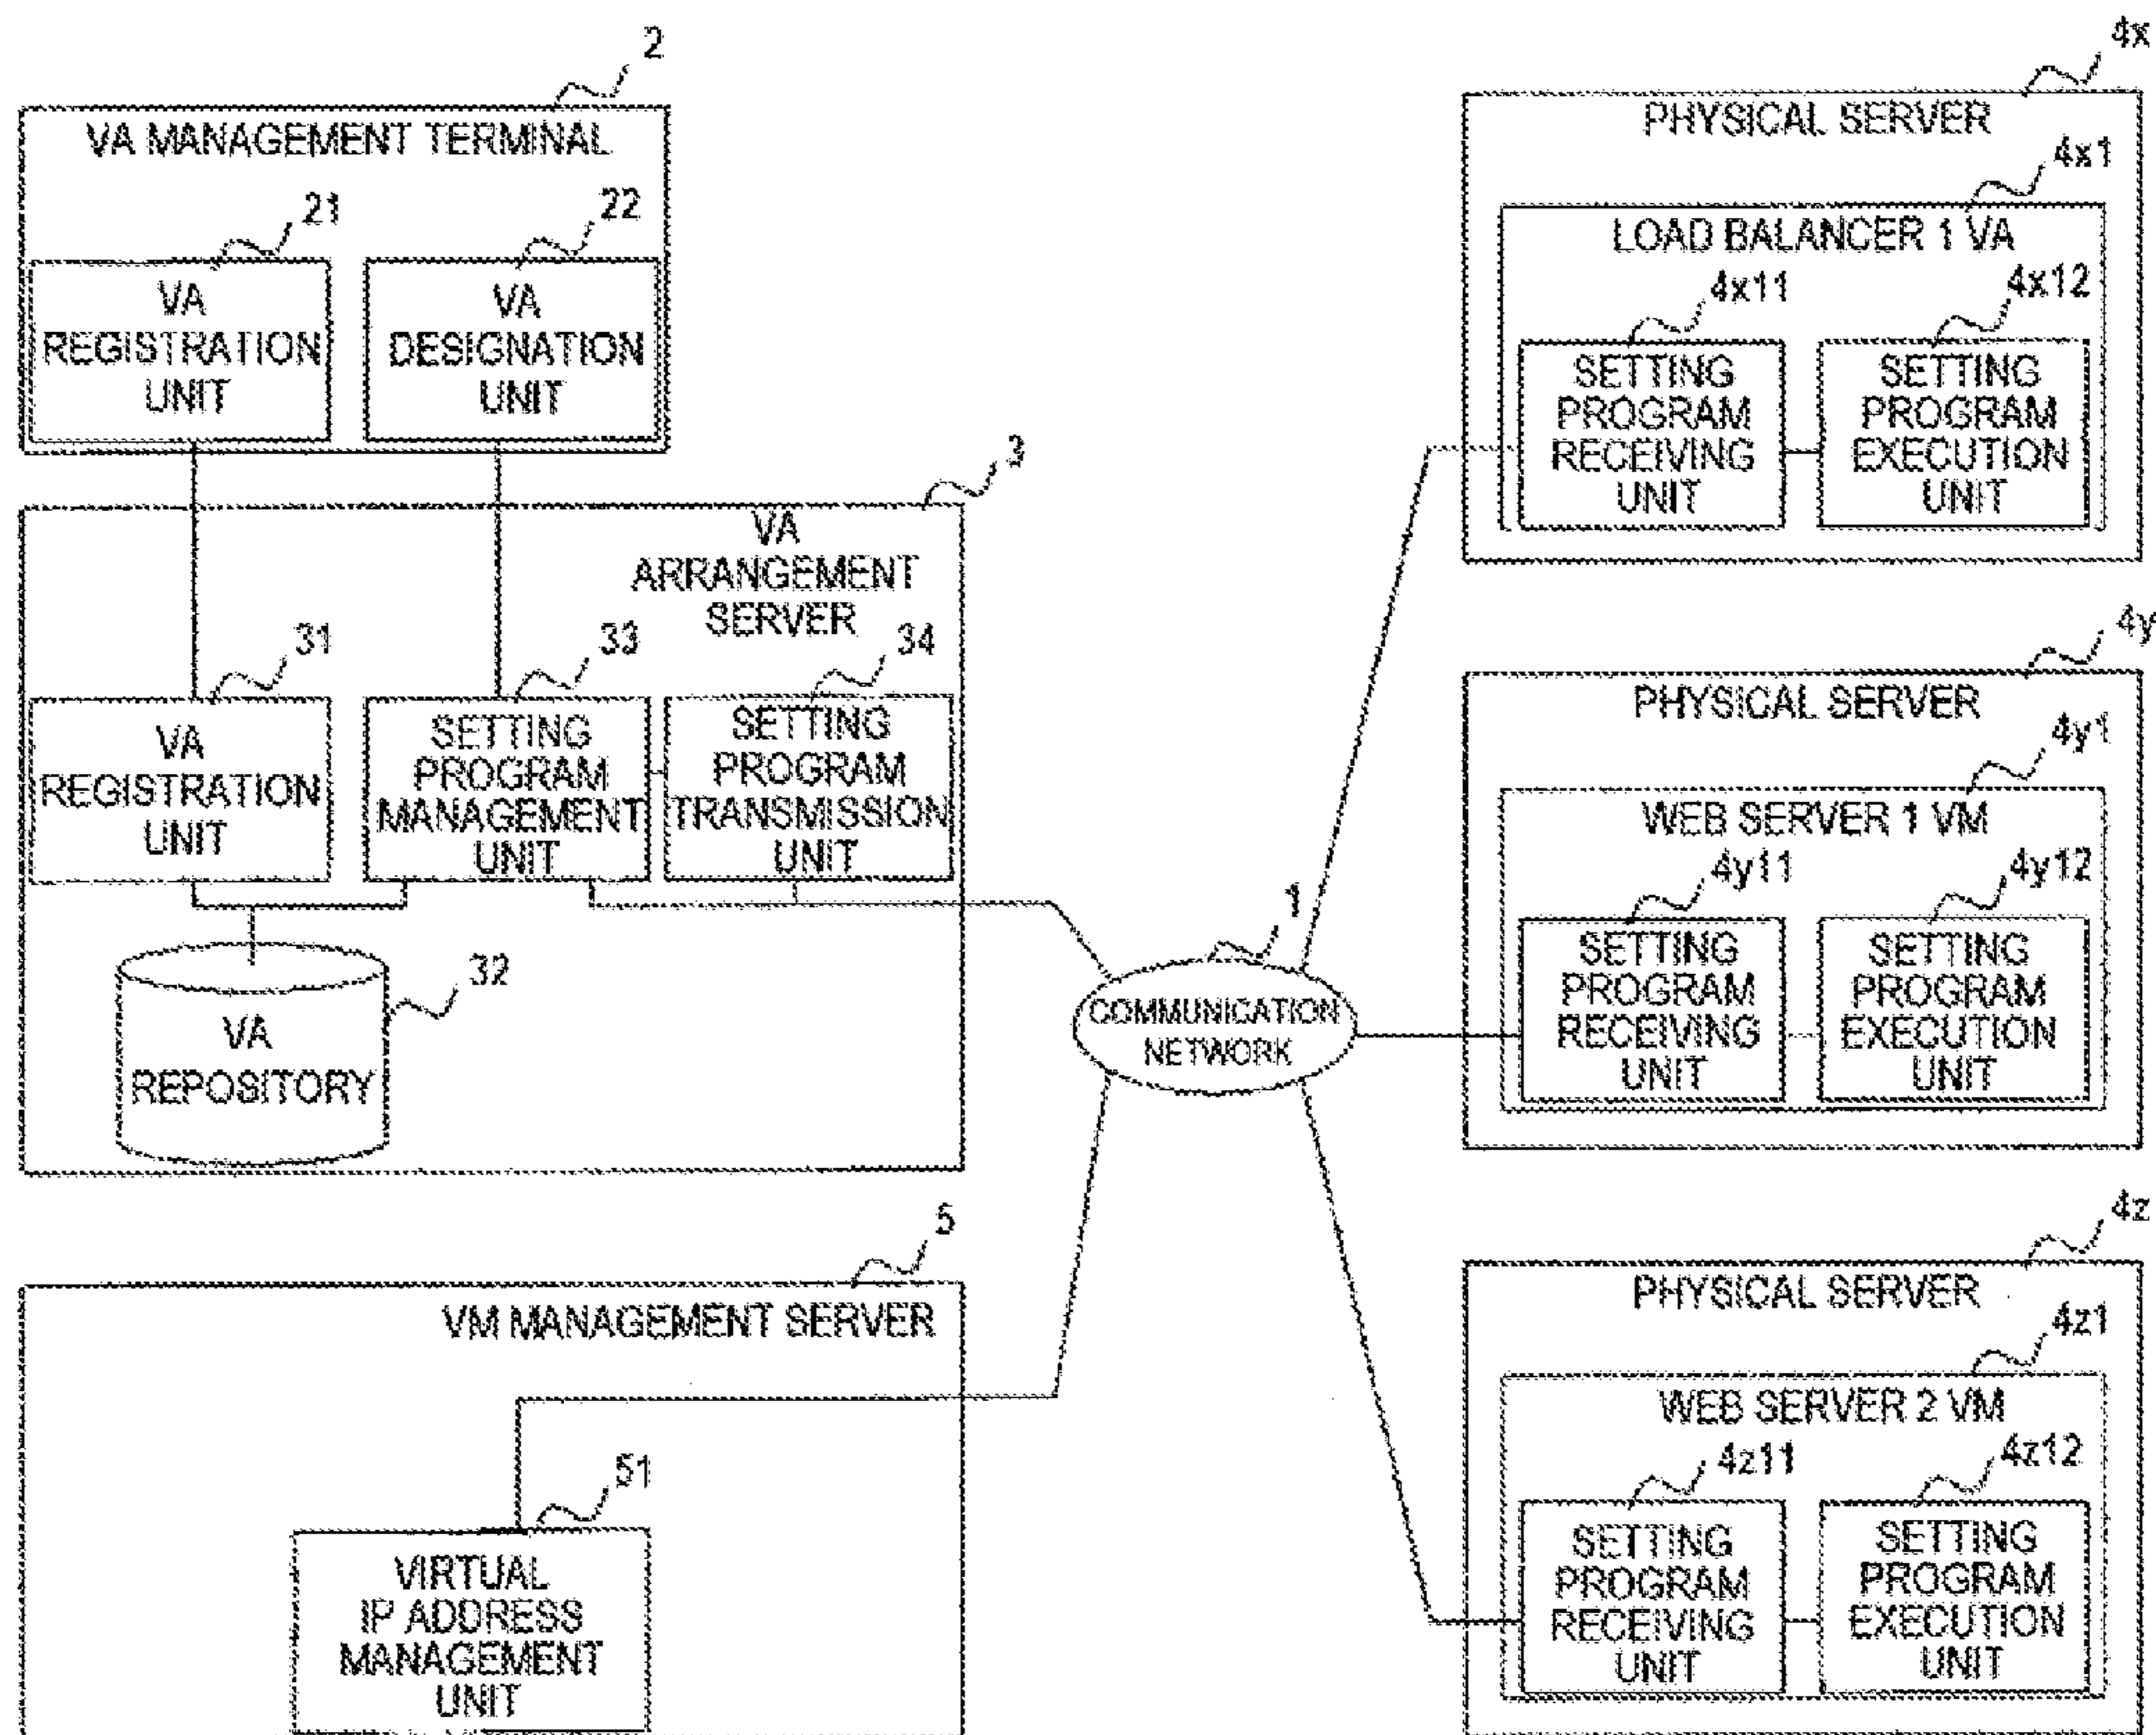 2
VA MANAGEMENT TERMINAL
21
22
VA
REGISTRATION
UNIT
VA
DESIGNATION
UNIT
3
VA
ARRANGEMENT
SERVER
31
33
34
VA
REGISTRATION
UNIT
SETTING
PROGRAM
MANAGEMENT
UNIT
SETTING
PROGRAM
TRANSMISSION
UNIT
32
VA
REPOSITORY
5
VM MANAGEMENT SERVER
51
VIRTUAL
IP ADDRESS
MANAGEMENT
UNIT
1
COMMUNICATION
NETWORK
4x
PHYSICAL SERVER
4x1
LOAD BALANCER 1 VA
4x11
4x12
SETTING
PROGRAM
RECEIVING
UNIT
SETTING
PROGRAM
EXECUTION
UNIT
4y
PHYSICAL SERVER
4y1
WEB SERVER 1 VM
4y11
4y12
SETTING
PROGRAM
RECEIVING
UNIT
SETTING
PROGRAM
EXECUTION
UNIT
4z
PHYSICAL SERVER
4z1
WEB SERVER 2 VM
4z11
4z12
SETTING
PROGRAM
RECEIVING
UNIT
SETTING
PROGRAM
EXECUTION
UNIT